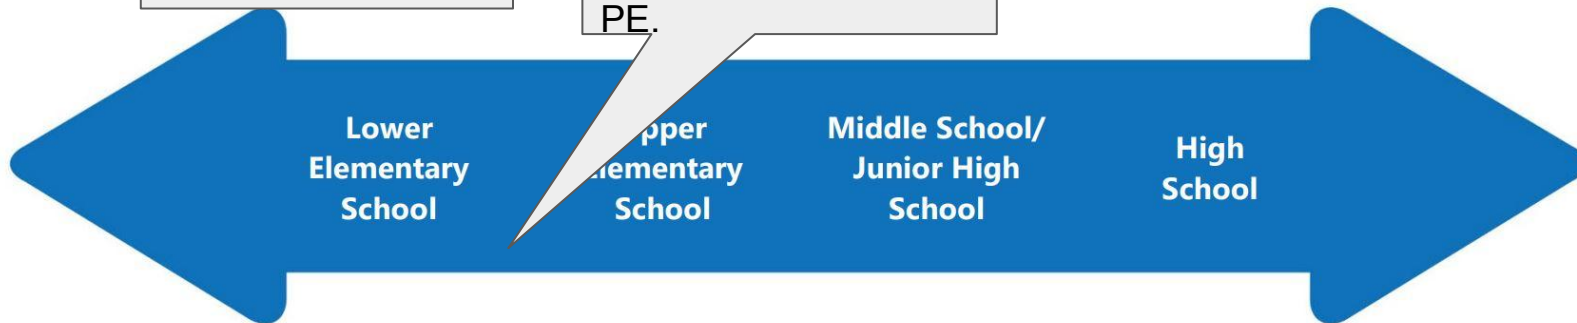 PE.
Lower
Elementary
School
pper
lementary
School
Middle School/
Junior High
School
High
School